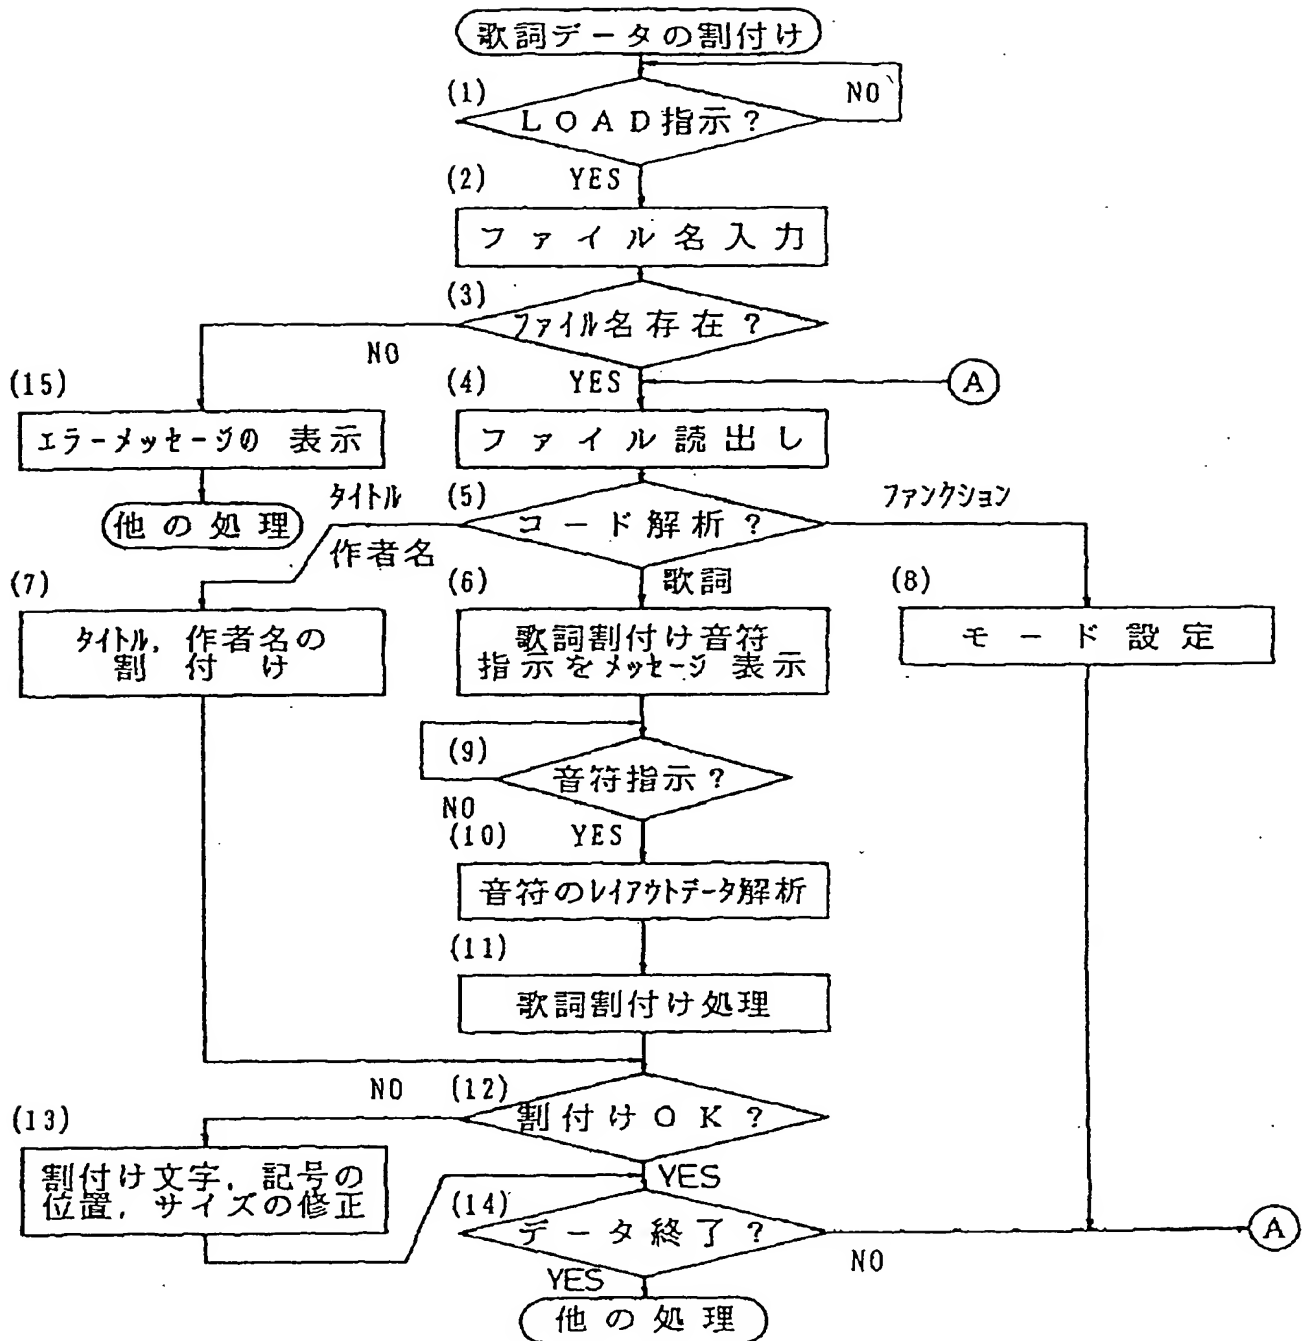 歌詞データの割付け
(1)
NO
LOAD指示?
(2)
YES
ファイル名入力
(3)
ファイル名存在?
NO
(15)
(4)
YES
A
エラーメッセージの 表示
ファイル読出し
タイトル
(5)
ファンクション
他の処理
コード解析?
作者名
(7)
(6)
歌詞
(8)
タイトル, 作者名の
割付け
歌詞割付け音符
指示をメッセージ 表示
モード設定
(9)
音符指示?
NO
(10)
YES
音符のレイアウトデータ解析
(11)
歌詞割付け処理
NO
(12)
(13)
割付けOK?
割付け文字, 記号の
位置, サイズの修正
YES
(14)
データ終了?
A
NO
YES
他の処理